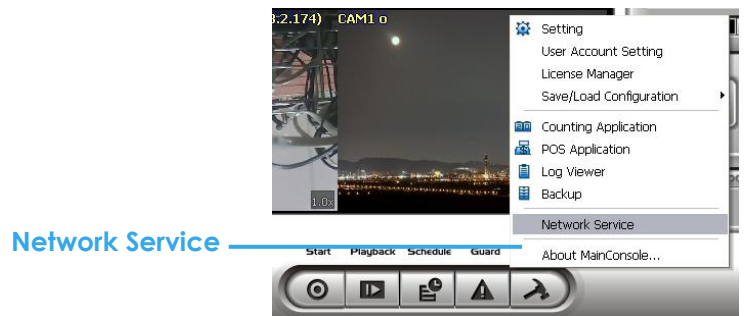 3.2.174) CAM1 o
1.0x
Setting
User Account Setting
License Manager
Save/Load Configuration
Counting Application
POS Application
Log Viewer
Backup
Network Service
About MainConsole...
Network Service
Start Playback Schedule Guard